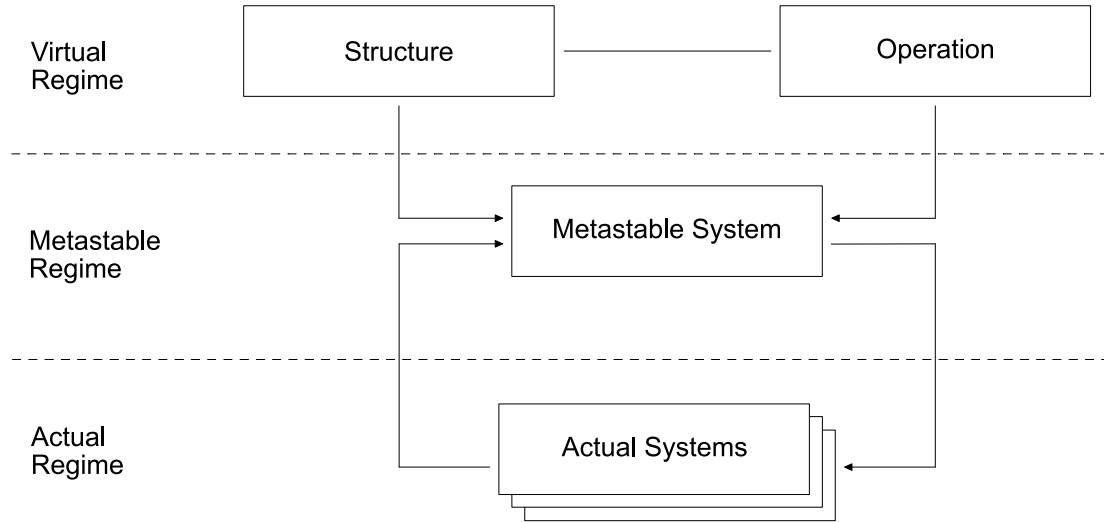 Virtual
Regime
Structure
Operation
Metastable
Regime
Metastable System
Actual
Regime
Actual Systems